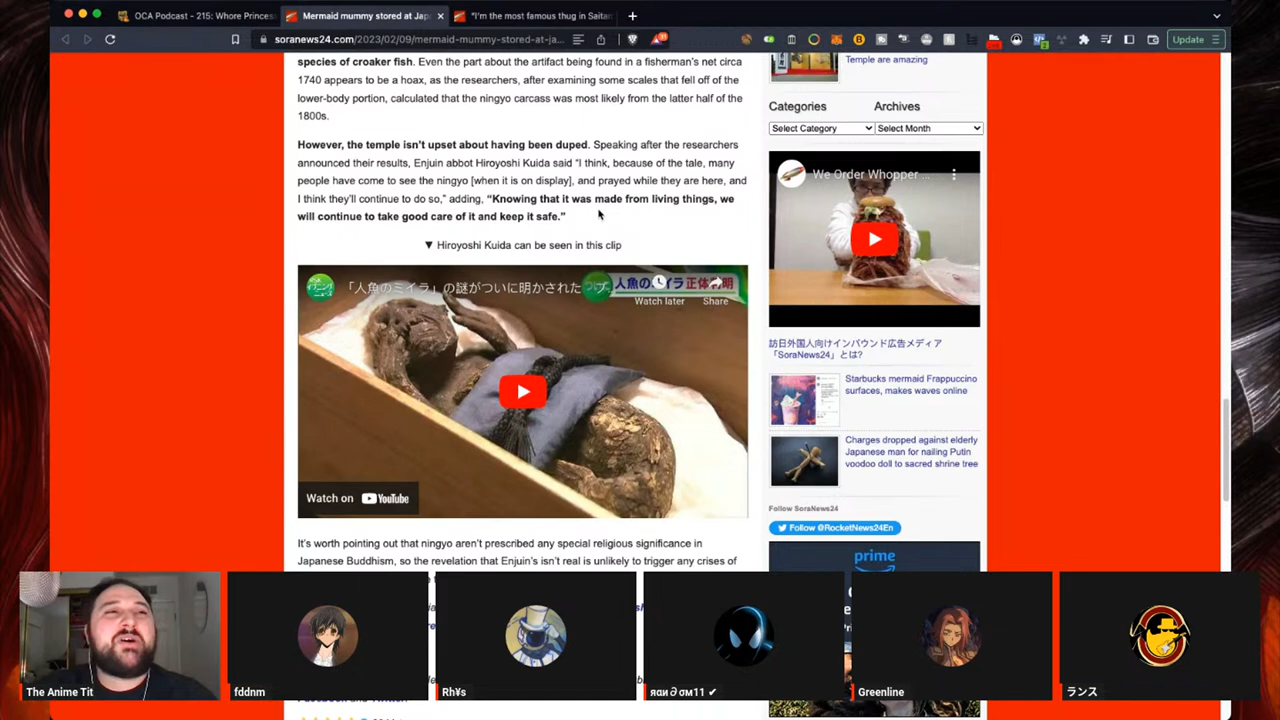 OCA Podcast - 215: Whore Princes
Mermaid mummy stored at Jap
"I'm the most famous thug in Saitam
soranews24.com/2023/02/09/mermaid-mummy-stored-at-ja...
Update
species of croaker fish. Even the part about the artifact being found in a fisherman's net circa
1740 appears to be a hoax, as the researchers, after examining some scales that fell off of the
lower-body portion, calculated that the ningyo carcass was most likely from the latter half of the
1800s.
However, the temple isn't upset about having been duped. Speaking after the researchers
announced their results, Enjuin abbot Hiroyoshi Kuida said "I think, because of the tale, many
people have come to see the ningyo [when it is on display], and prayed while they are here, and
I think they'll continue to do so," adding, "Knowing that it was made from living things, we
will continue to take good care of it and keep it safe."
▼ Hiroyoshi Kuida can be seen in this clip
「人魚のミイラ」の謎がついに明かされた
人魚のミイラ 正体判明
Watch later
Share
Watch on YouTube
It's worth pointing out that ningyo aren't prescribed any special religious significance in
Japanese Buddhism, so the revelation that Enjuin's isn't real is unlikely to trigger any crises of
Temple are amazing
Categories
Archives
Select Category
Select Month
We Order Whopper ...
訪日外国人向けインバウンド広告メディア
「SoraNews24」とは?
Starbucks mermaid Frappuccino
surfaces, makes waves online
Charges dropped against elderly
Japanese man for nailing Putin
voodoo doll to sacred shrine tree
Follow SoraNews24
Follow @RocketNews24En
prime
The Anime Tit
fddnm
Rh¥s
яαи∂σм11 ✔
Greenline
ランス